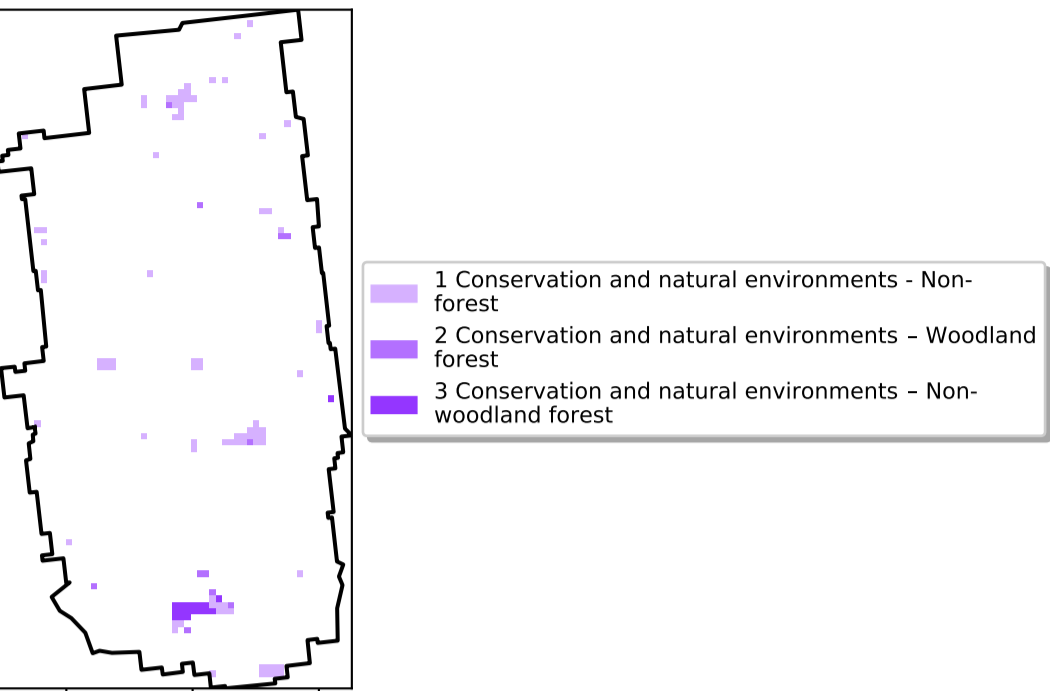 1 Conservation and natural environments - Non-
forest
2 Conservation and natural environments – Woodland
forest
3 Conservation and natural environments – Non-
woodland forest